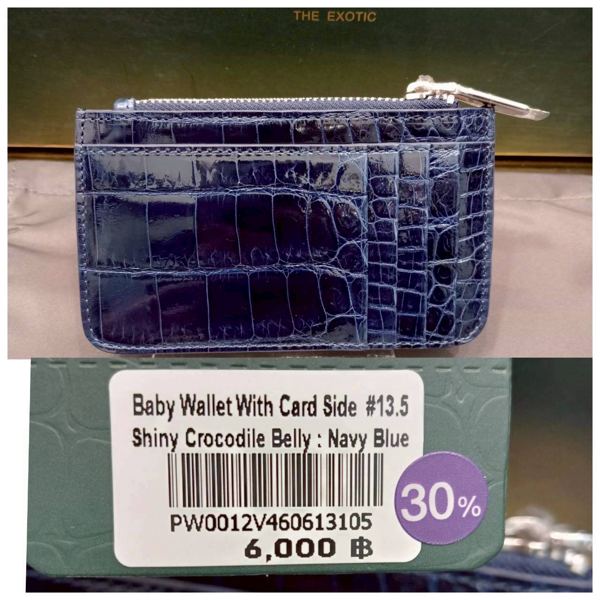 THE EXOTIC
Baby Wallet With Card Side #13.5
Shiny Crocodile Belly : Navy Blue
PW0012V460613105
6,000 ฿
30%